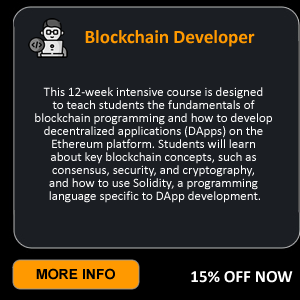 Blockchain Developer
This 12-week intensive course is designed
to teach students the fundamentals of
blockchain programming and how to develop
decentralized applications (DApps) on the
Ethereum platform. Students will learn
about key blockchain concepts, such as
consensus, security, and cryptography,
and how to use Solidity, a programming
language specific to DApp development.
MORE INFO
15% OFF NOW